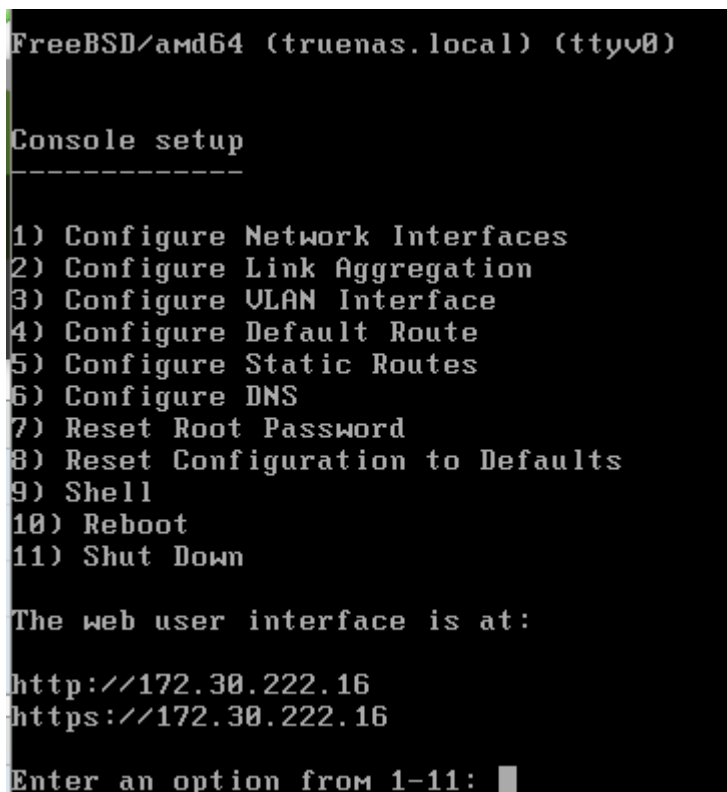 FreeBSD/amd64 (truenas.local) (ttyv0)
Console setup
-------------
1) Configure Network Interfaces
2) Configure Link Aggregation
3) Configure VLAN Interface
4) Configure Default Route
5) Configure Static Routes
6) Configure DNS
7) Reset Root Password
8) Reset Configuration to Defaults
9) Shell
10) Reboot
11) Shut Down
The web user interface is at:
http://172.30.222.16
https://172.30.222.16
Enter an option from 1-11: